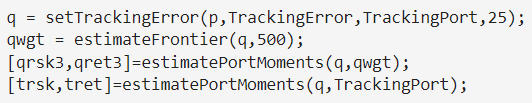 q = setTrackingError(p,TrackingError,TrackingPort,25);
qwgt = estimateFrontier(q,500);
[qrsk3,qret3]=estimatePortMoments(q,qwgt);
[trsk,tret]=estimatePortMoments(q,TrackingPort);